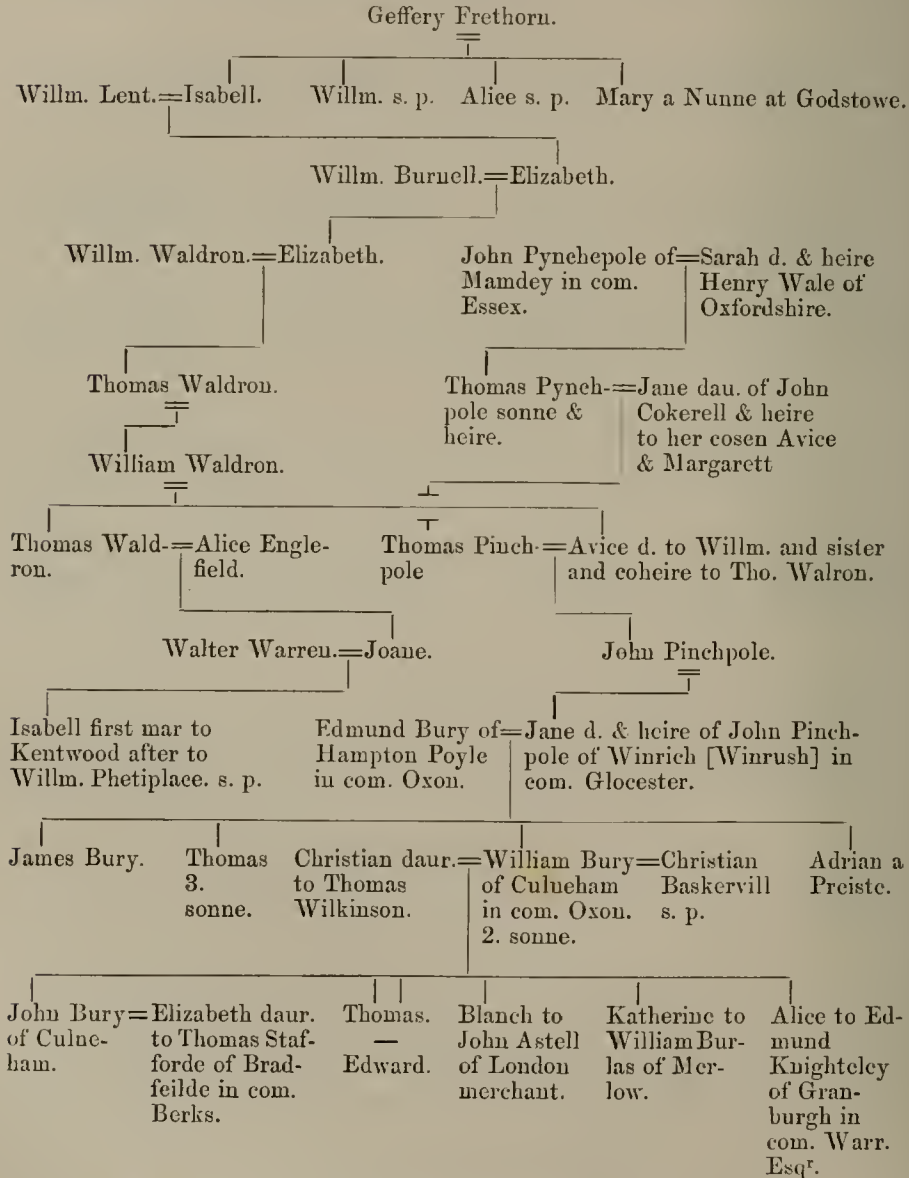 Geffery Frethorn.
Willm. Lent.=Isabell. Willm. s. p. Alice s. p. Mary a Nunne at Godstowe.
Willm. Burnell.=Elizabeth.
Willm. Waldron.=Elizabeth.
John Pynchepole of=Sarah d. & heire
Mamdey in com. Henry Wale of
Essex. Oxfordshire.
Thomas Waldron.
Thomas Pynch-=Jane dau. of John
pole sonne & Cokerell & heire
heire. to her cosen Avice
& Margarett
William Waldron.
Thomas Wald-=Alice Engle-
ron. field.
Thomas Pinch-=Avice d. to Willm. and sister
pole and coheire to Tho. Walron.
Walter Warren.=Joane.
John Pinchpole.
Isabell first mar to
Kentwood after to
Willm. Phetiplace. s. p.
Edmund Bury of=Jane d. & heire of John Pinch-
Hampton Poyle pole of Winrich [Winrush] in
in com. Oxon. com. Glocester.
James Bury.
Thomas
3.
sonne.
Christian daur.=William Bury=Christian
to Thomas of Culneham Baskervill
Wilkinson. in com. Oxon. s. p.
2. sonne.
Adrian a
Preiste.
John Bury=Elizabeth daur.
of Culne- to Thomas Staf-
ham. forde of Brad-
feilde in com.
Berks.
Thomas.
—
Edward.
Blanch to
John Astell
of London
merchant.
Katherine to
William Bur-
las of Mer-
low.
Alice to Ed-
mund
Knighteley
of Gran-
burgh in
com. Warr.
Esqr.